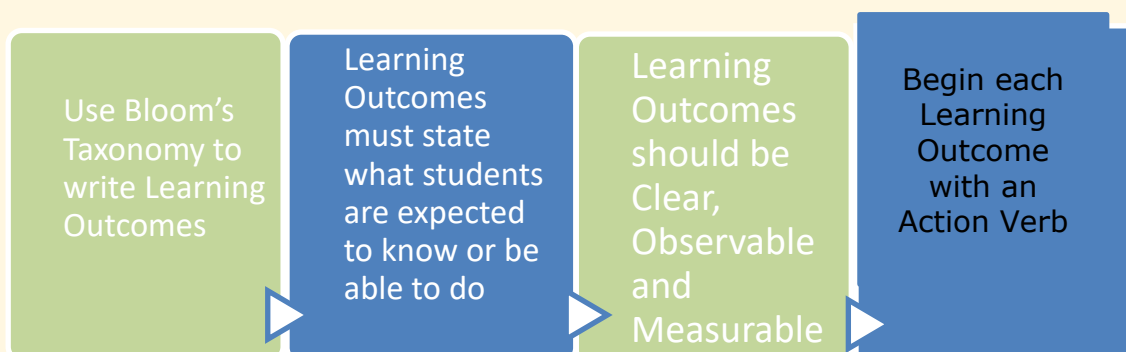 Use Bloom’s
Taxonomy to
write Learning
Outcomes
Learning
Outcomes
must state
what students
are expected
to know or be
able to do
Learning
Outcomes
should be
Clear,
Observable
and
Measurable
Begin each
Learning
Outcome
with an
Action Verb